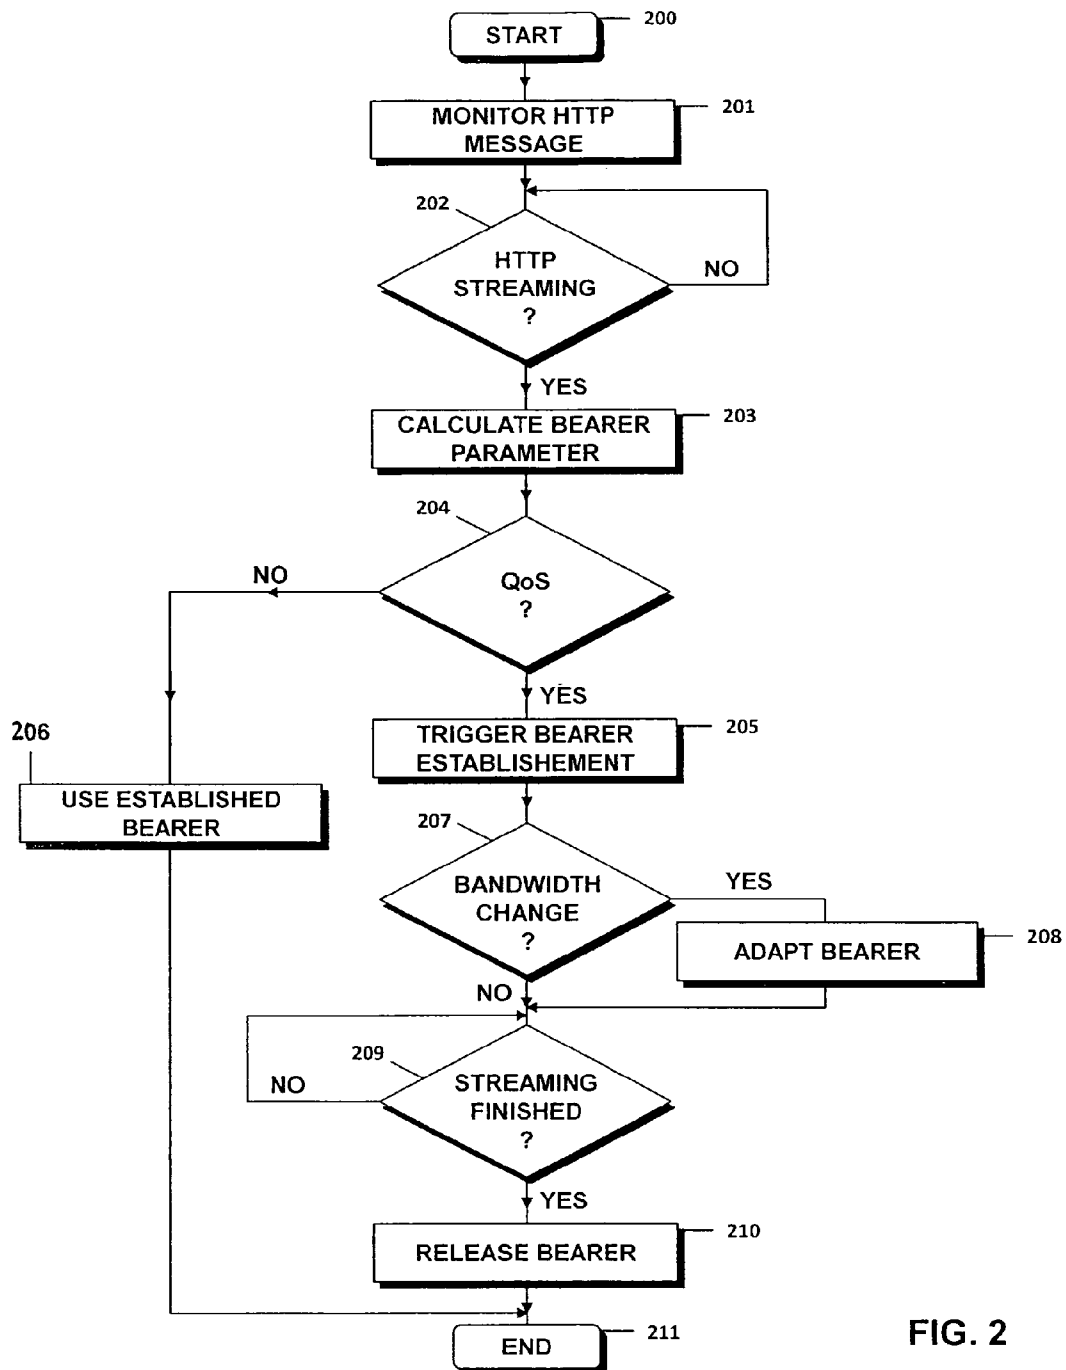 START
200
MONITOR HTTP
MESSAGE
201
202
HTTP
STREAMING
?
NO
YES
CALCULATE BEARER
PARAMETER
203
204
QoS
?
NO
YES
TRIGGER BEARER
ESTABLISHEMENT
205
206
USE ESTABLISHED
BEARER
207
BANDWIDTH
CHANGE
?
YES
ADAPT BEARER
208
NO
209
STREAMING
FINISHED
?
NO
YES
RELEASE BEARER
210
END
211
FIG. 2